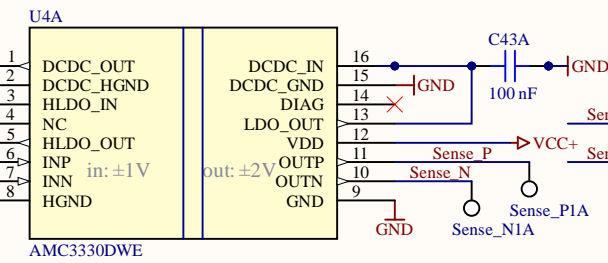 U4A
1 DCDC_OUT DCDC_IN 16
2 DCDC_HGND DCDC_GND 15 GND
3 HLDO_IN DIAG 14
4 NC LDO_OUT 13
5 HLDO_OUT VDD 12 VCC+
6 INP OUTP 11 Sense_P
7 INN OUTN 10 Sense_N
8 HGND GND 9
in: ±1V out: ±2V
C43A
GND
100 nF
Sen
Sen
GND
Sense_P1A
Sense_N1A
AMC3330DWE